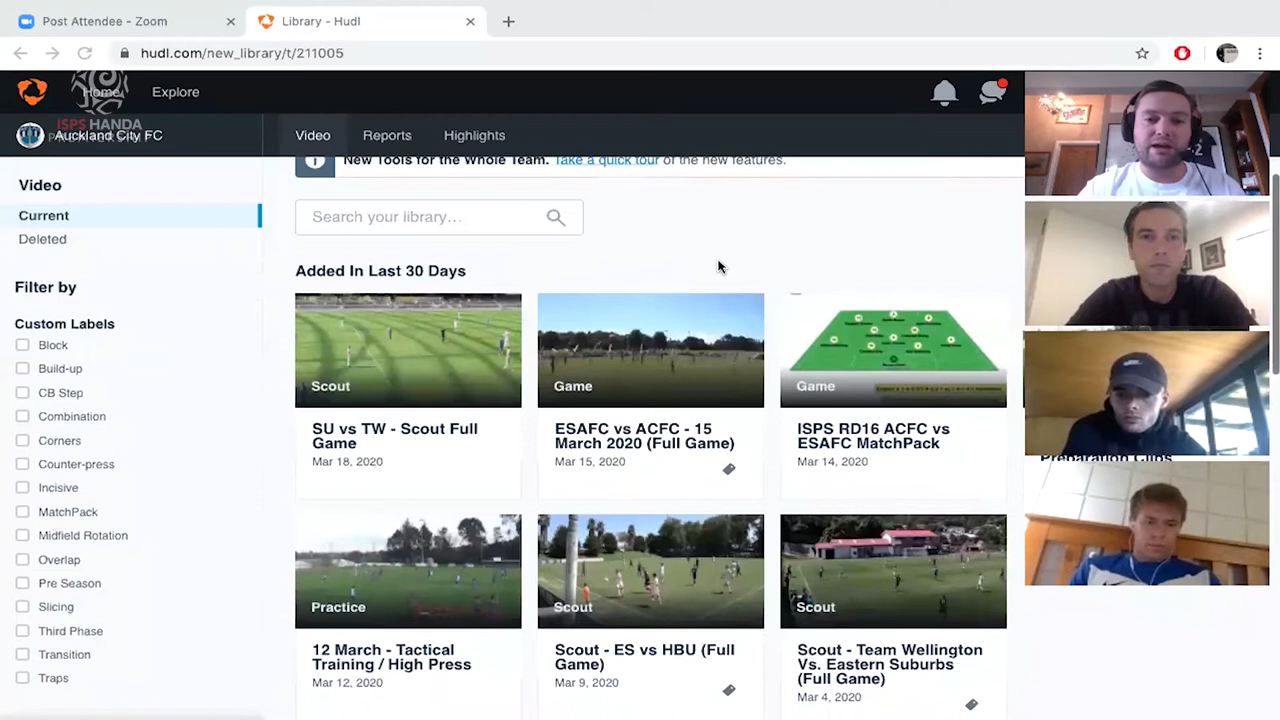 Post Attendee - Zoom
Library - Hudl
hudl.com/new_library/t/211005
Home
Explore
ISPS HANDA
Auckland City FC
Video
Reports
Highlights
New Tools for the Whole Team. Take a quick tour of the new features.
Video
Current
Deleted
Search your library...
Filter by
Custom Labels
Block
Build-up
CB Step
Combination
Corners
Counter-press
Incisive
MatchPack
Midfield Rotation
Overlap
Pre Season
Slicing
Third Phase
Transition
Traps
Added In Last 30 Days
Scout
SU vs TW - Scout Full
Game
Mar 18, 2020
Game
ESAFC vs ACFC - 15
March 2020 (Full Game)
Mar 15, 2020
Game
ISPS RD16 ACFC vs
ESAFC MatchPack
Mar 14, 2020
Preparation Clips
Practice
12 March - Tactical
Training / High Press
Mar 12, 2020
Scout
Scout - ES vs HBU (Full
Game)
Mar 9, 2020
Scout
Scout - Team Wellington
Vs. Eastern Suburbs
(Full Game)
Mar 4, 2020